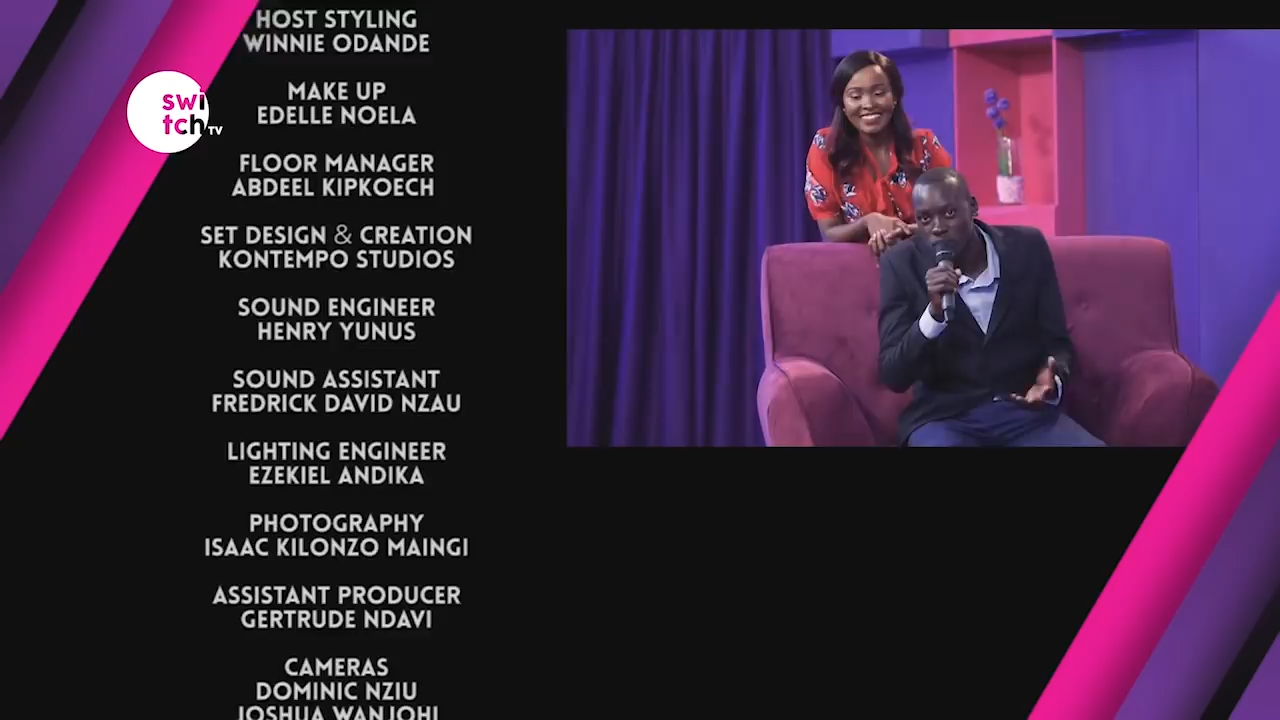 HOST STYLING
WINNIE ODANDE
swi
tch TV
MAKE UP
EDELLE NOELA
FLOOR MANAGER
ABDEEL KIPKOECH
SET DESIGN & CREATION
KONTEMPO STUDIOS
SOUND ENGINEER
HENRY YUNUS
SOUND ASSISTANT
FREDRICK DAVID NZAU
LIGHTING ENGINEER
EZEKIEL ANDIKA
PHOTOGRAPHY
ISAAC KILONZO MAINGI
ASSISTANT PRODUCER
GERTRUDE NDAVI
CAMERAS
DOMINIC NZIU
JOSHUA WANJOHI